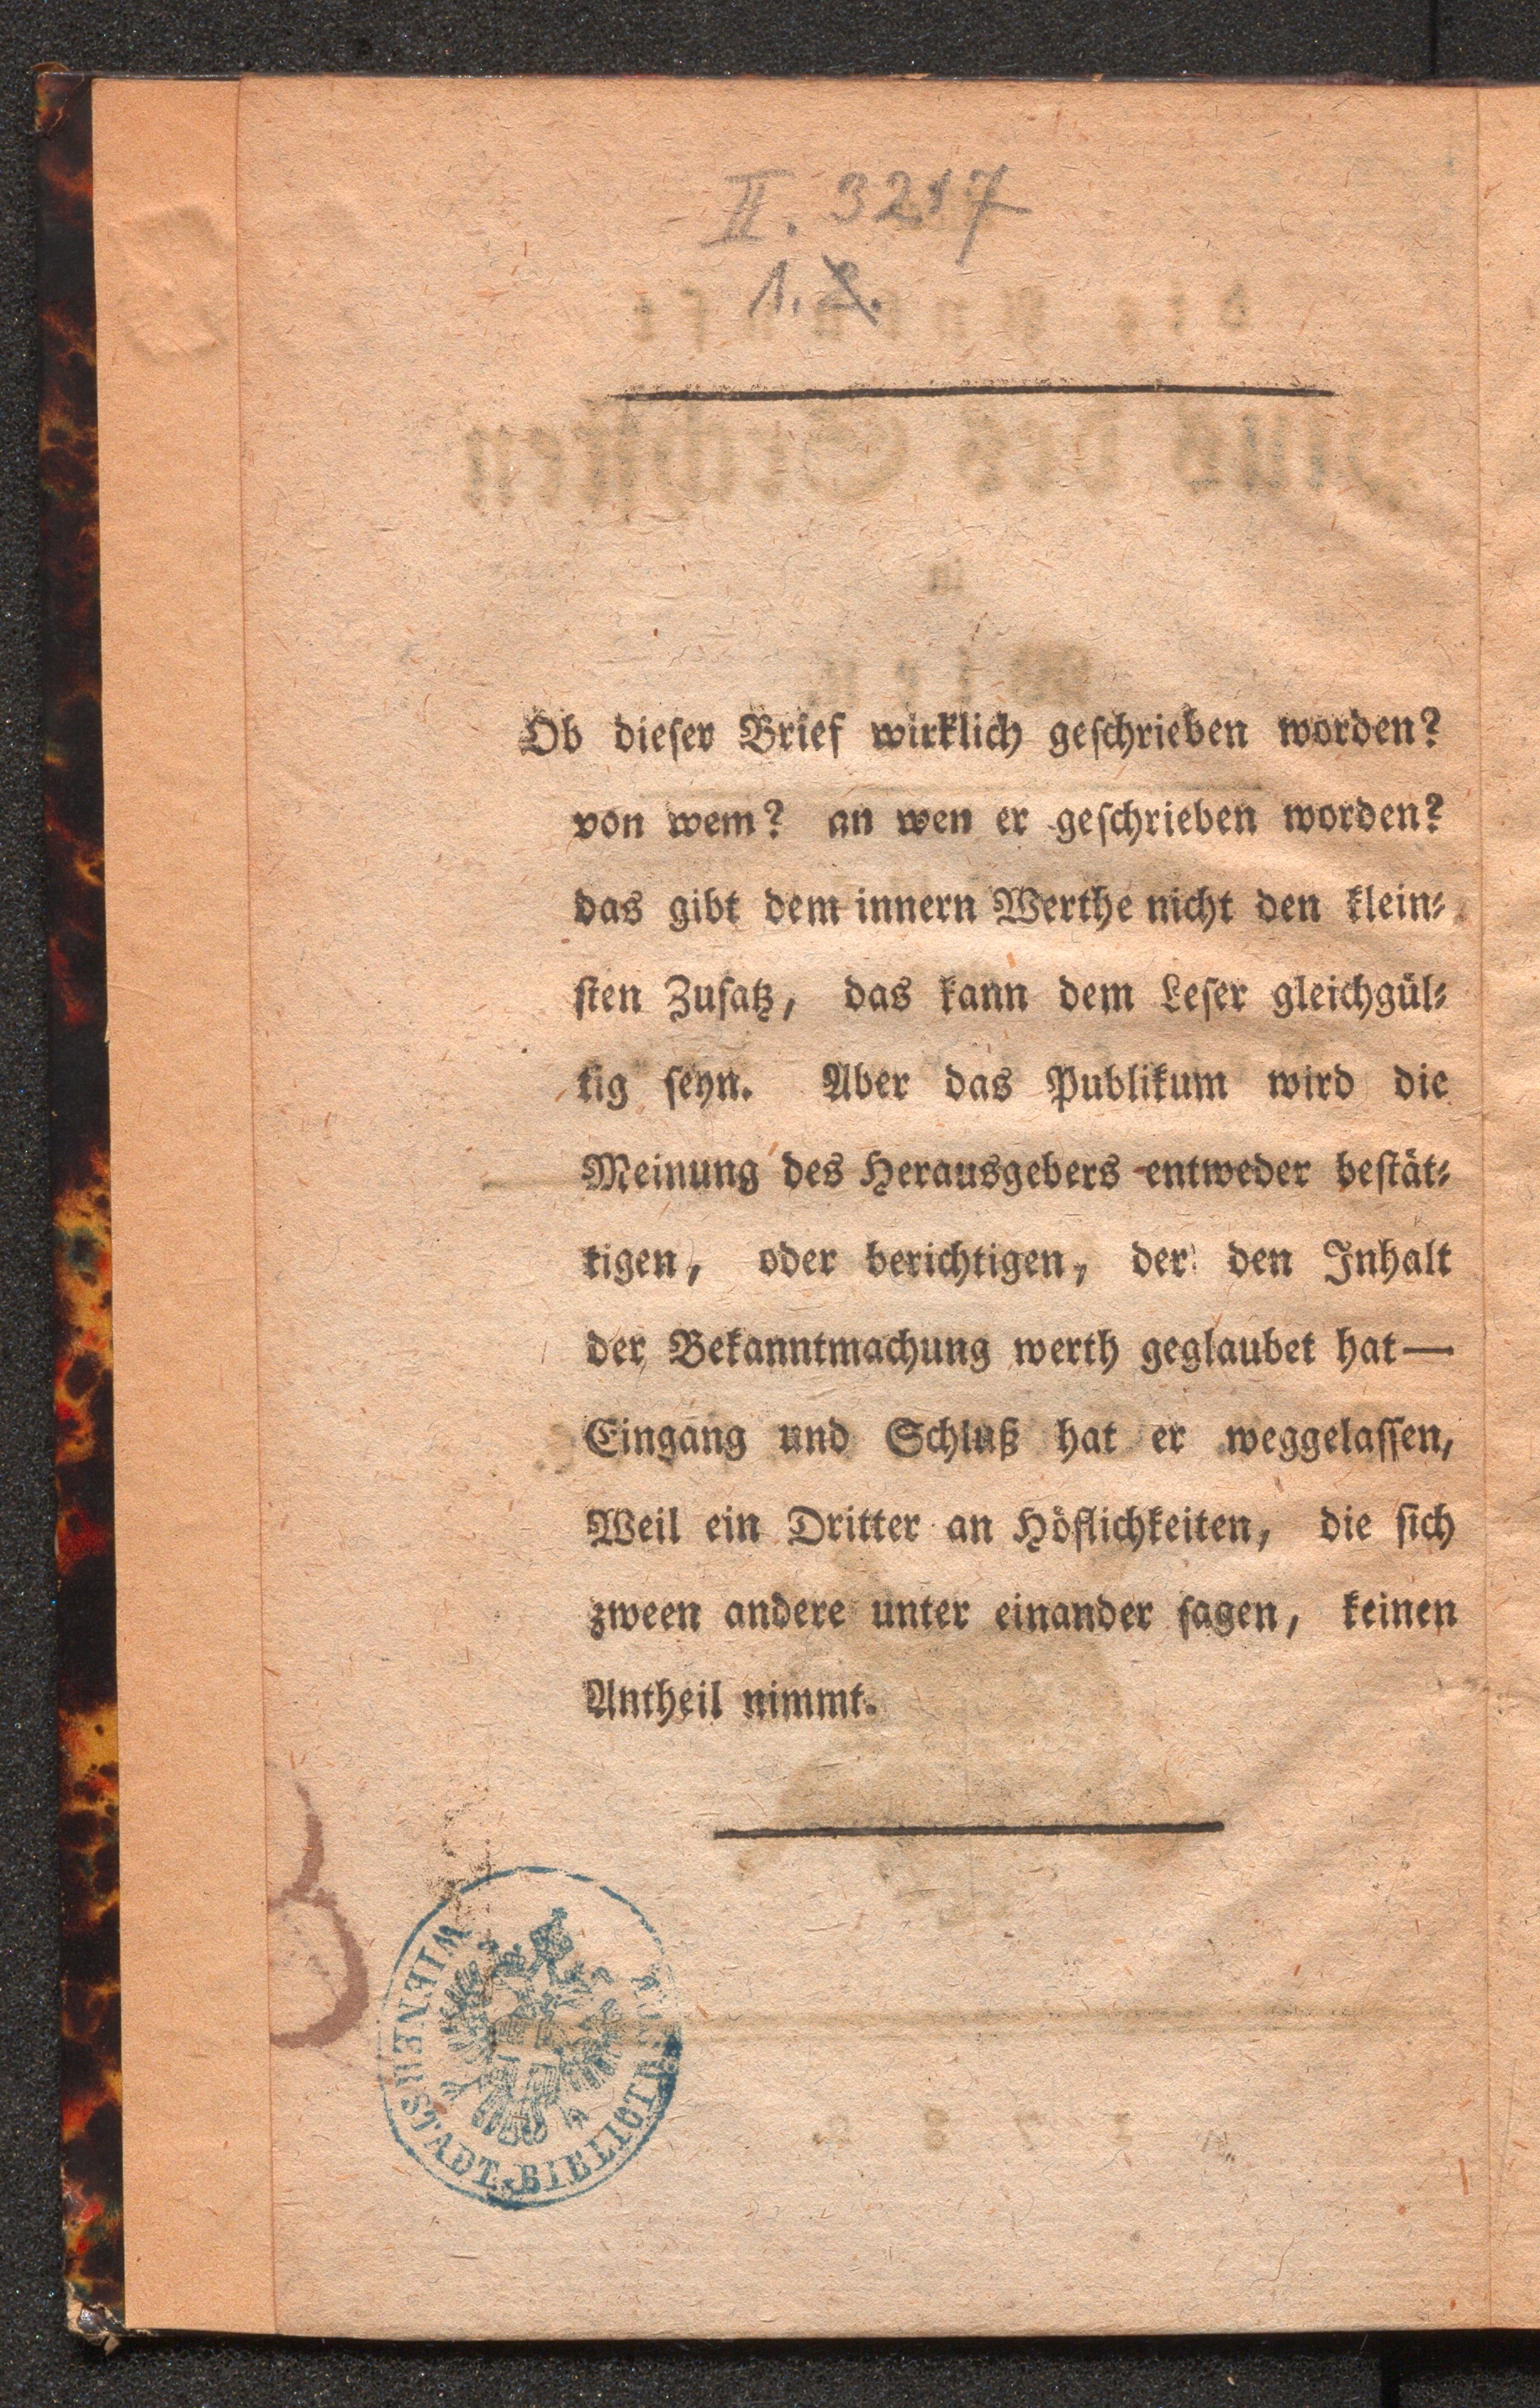 II. 3217
1.
Ob dieser Brief wirklich geschrieben worden?
von wem? an wen er geschrieben worden?
das gibt dem innern Werthe nicht den klein⸗
sten Zusatz, das kann dem Leser gleichgül⸗
tig seyn. Aber das Publikum wird die
Meinung des Herausgebers entweder bestät⸗
tigen, oder berichtigen, der den Inhalt
der Bekanntmachung werth geglaubet hat—
Eingang und Schluß hat er weggelassen,
Weil ein Dritter an Höflichkeiten, die sich
zween andere unter einander sagen, keinen
Antheil nimmt.
WIENER STADT-BIBLIOTHEK